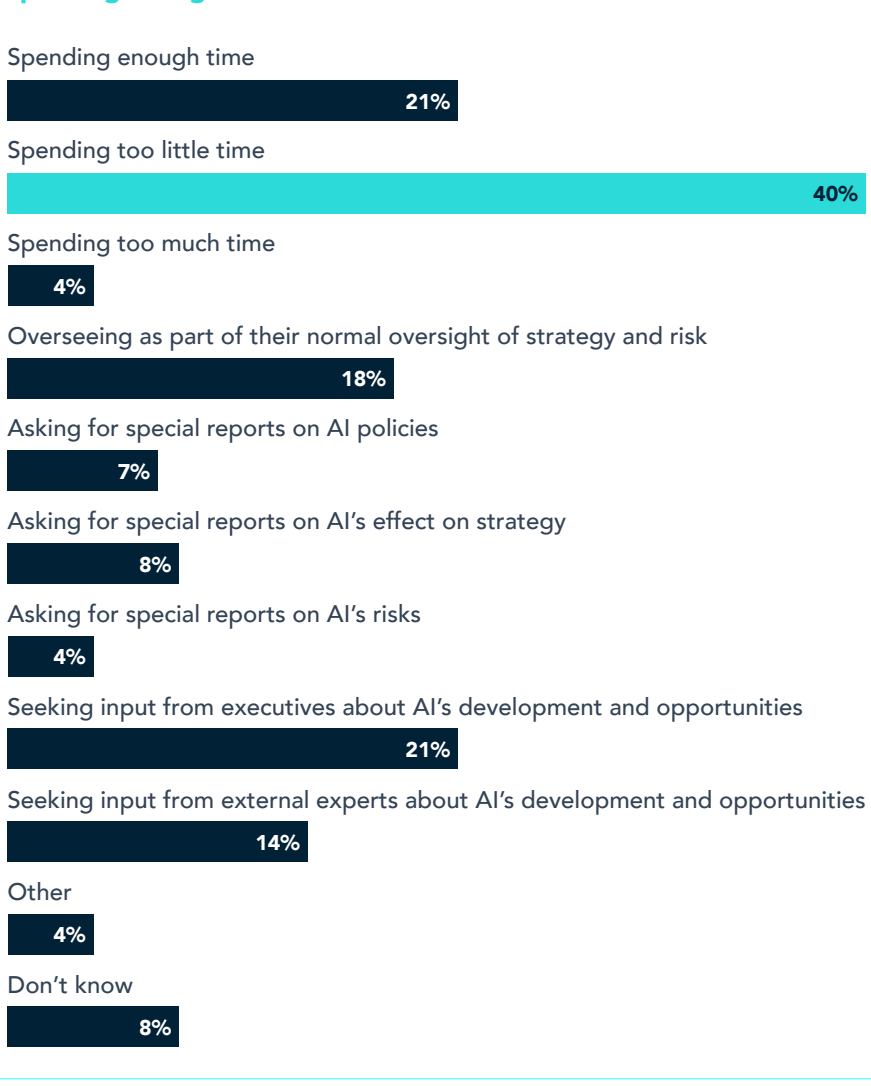 Spending enough time
21%
Spending too little time
40%
Spending too much time
4%
Overseeing as part of their normal oversight of strategy and risk
18%
Asking for special reports on AI policies
7%
Asking for special reports on AI’s effect on strategy
8%
Asking for special reports on AI’s risks
4%
Seeking input from executives about AI’s development and opportunities
21%
Seeking input from external experts about AI’s development and opportunities
14%
Other
4%
Don’t know
8%